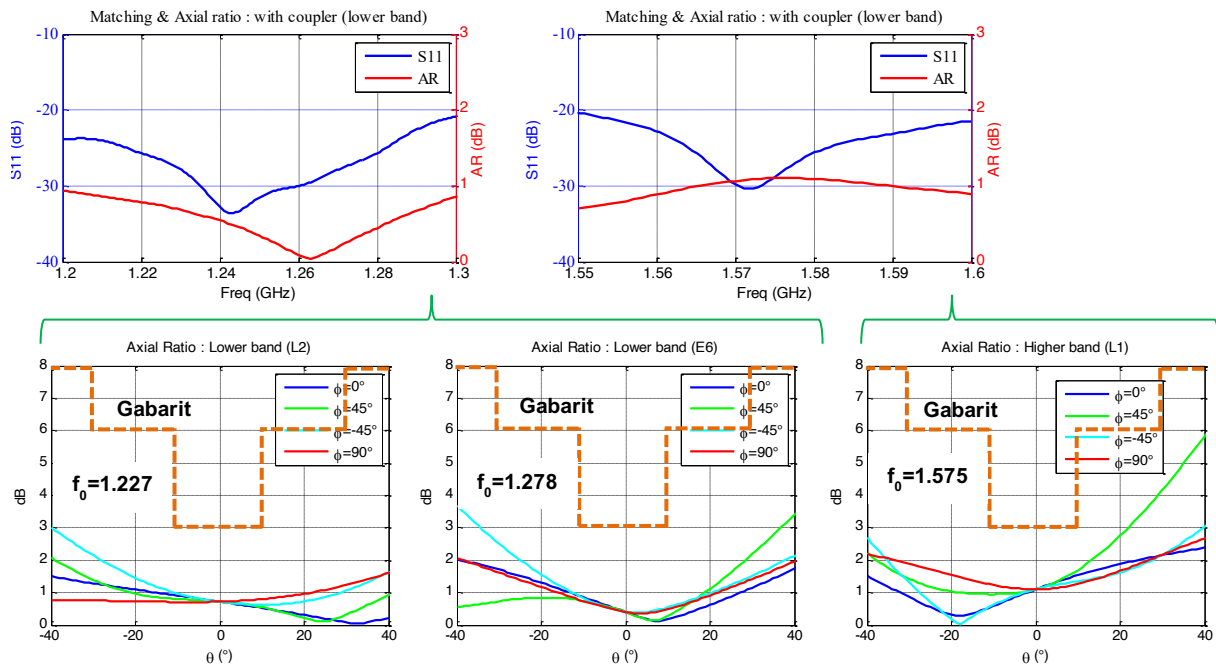 Matching & Axial ratio : with coupler (lower band)
-10
-20
-30
-40
S11 (dB)
3
2
1
0
AR (dB)
S11
AR
1.2
1.22
1.24
1.26
1.28
1.3
Freq (GHz)
Matching & Axial ratio : with coupler (lower band)
-10
-20
-30
-40
S11 (dB)
3
2
1
0
AR (dB)
S11
AR
1.55
1.56
1.57
1.58
1.59
1.6
Freq (GHz)
Axial Ratio : Lower band (L2)
8
7
6
5
4
3
2
1
0
dB
Gabarit
f0=1.227
ϕ=0°
ϕ=45°
ϕ=-45°
ϕ=90°
-40
-20
0
20
40
θ (°)
Axial Ratio : Lower band (E6)
8
7
6
5
4
3
2
1
0
dB
Gabarit
f0=1.278
ϕ=0°
ϕ=45°
ϕ=-45°
ϕ=90°
-40
-20
0
20
40
θ (°)
Axial Ratio : Higher band (L1)
8
7
6
5
4
3
2
1
0
dB
Gabarit
f0=1.575
ϕ=0°
ϕ=45°
ϕ=-45°
ϕ=90°
-40
-20
0
20
40
θ (°)